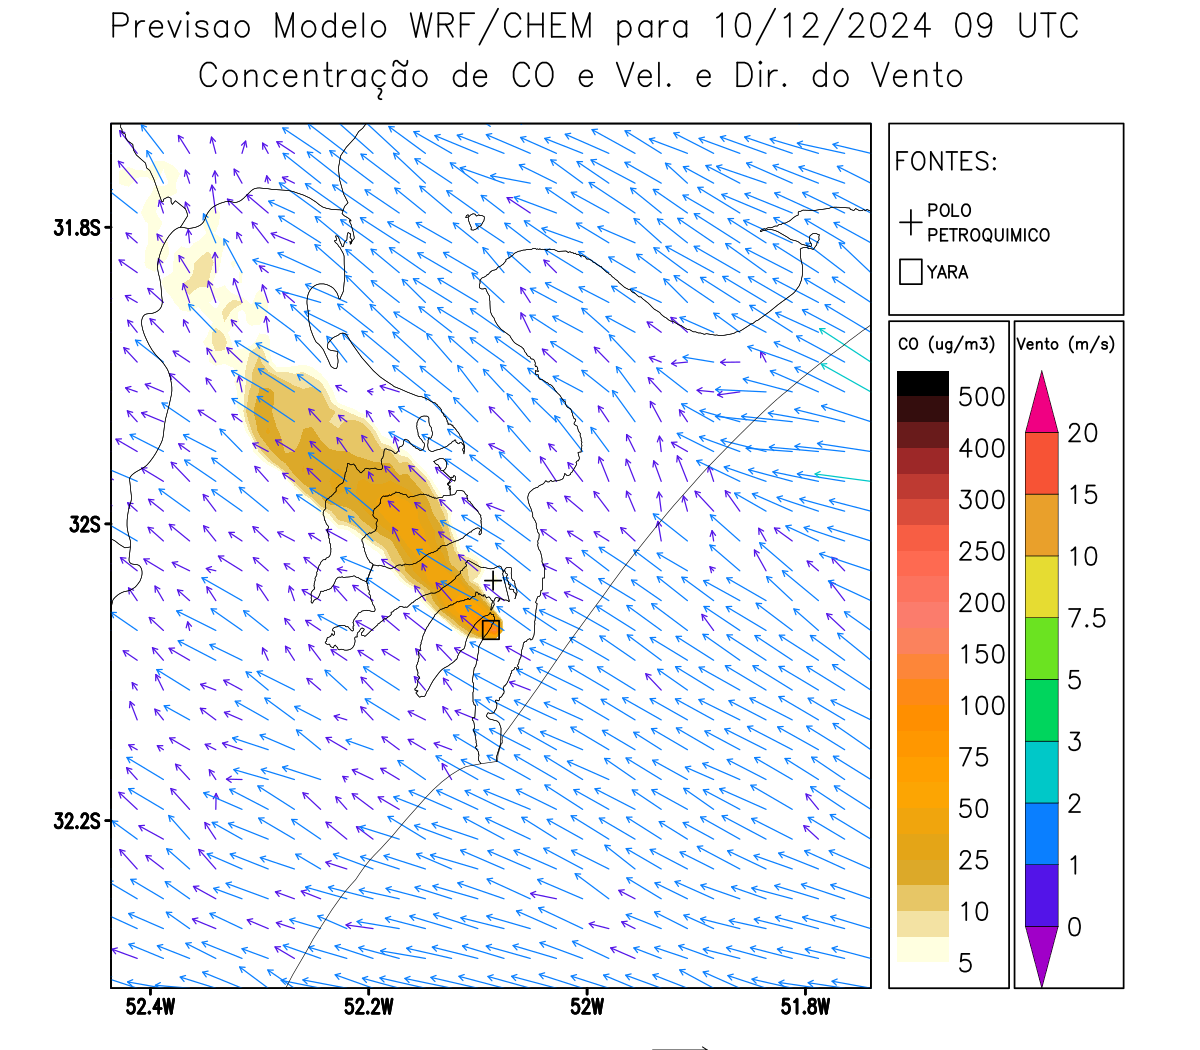 Previsao Modelo WRF/CHEM para 10/12/2024 09 UTC
Concentração de CO e Vel. e Dir. do Vento
FONTES:
POLO
PETROQUIMICO
YARA
CO (ug/m3)
500
400
300
250
200
150
100
75
50
25
10
5
Vento (m/s)
20
15
10
7.5
5
3
2
1
0
31.8S
32S
32.2S
52.4W 52.2W 52W 51.8W